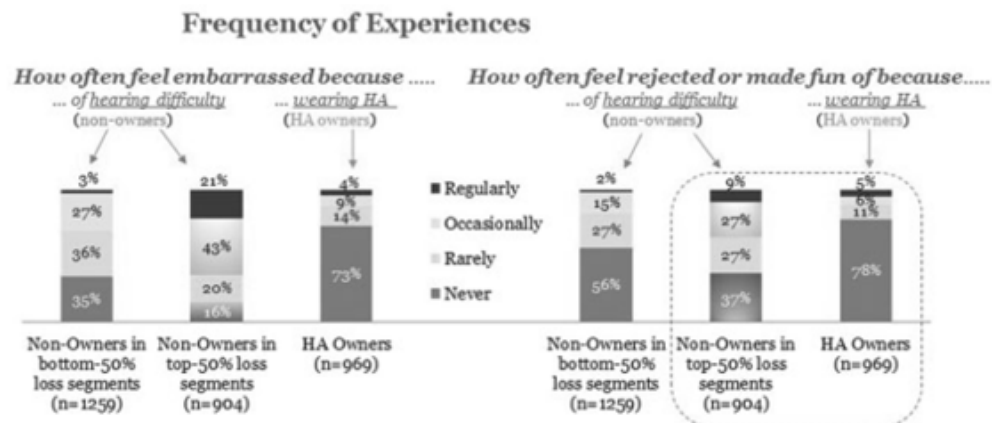 Frequency of Experiences
How often feel embarrassed because .....
... of hearing difficulty
(non-owners)
... wearing HA
(HA owners)
3%
27%
36%
35%
21%
43%
20%
16%
4%
9%
14%
73%
Non-Owners in
bottom-50%
loss segments
(n=1259)
Non-Owners in
top-50% loss
segments
(n=904)
HA Owners
(n=969)
Regularly
Occasionally
Rarely
Never
How often feel rejected or made fun of because.....
... of hearing difficulty
(non-owners)
... wearing HA
(HA owners)
2%
15%
27%
56%
9%
27%
27%
37%
5%
6%
11%
78%
Non-Owners in
bottom-50%
loss segments
(n=1259)
Non-Owners in
top-50% loss
segments
(n=904)
HA Owners
(n=969)